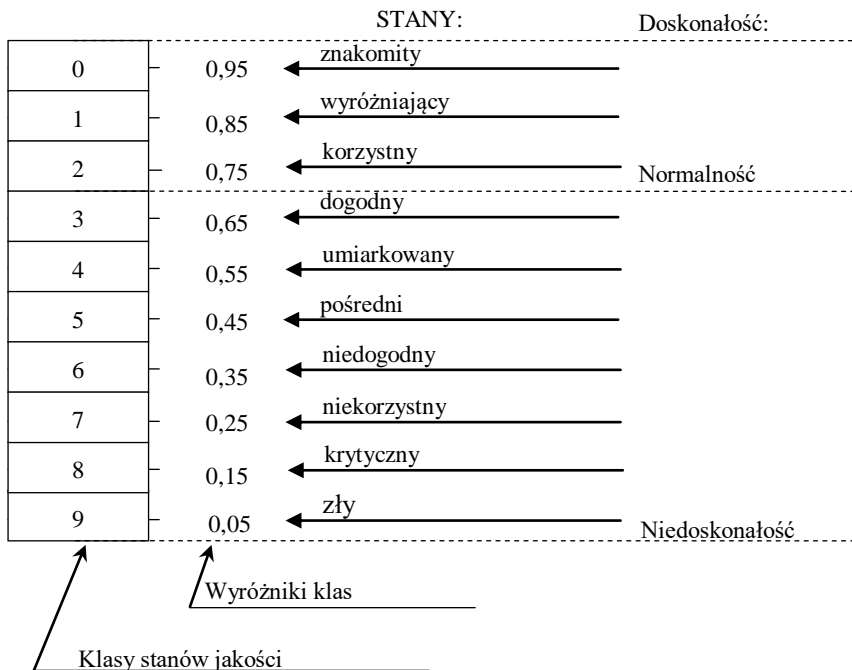 STANY: Doskonałość:
0 0,95 znakomity
1 0,85 wyróżniający
2 0,75 korzystny Normalność
3 0,65 dogodny
4 0,55 umiarkowany
5 0,45 pośredni
6 0,35 niedogodny
7 0,25 niekorzystny
8 0,15 krytyczny
9 0,05 zły Niedoskonałość
Wyróżniki klas
Klasy stanów jakości